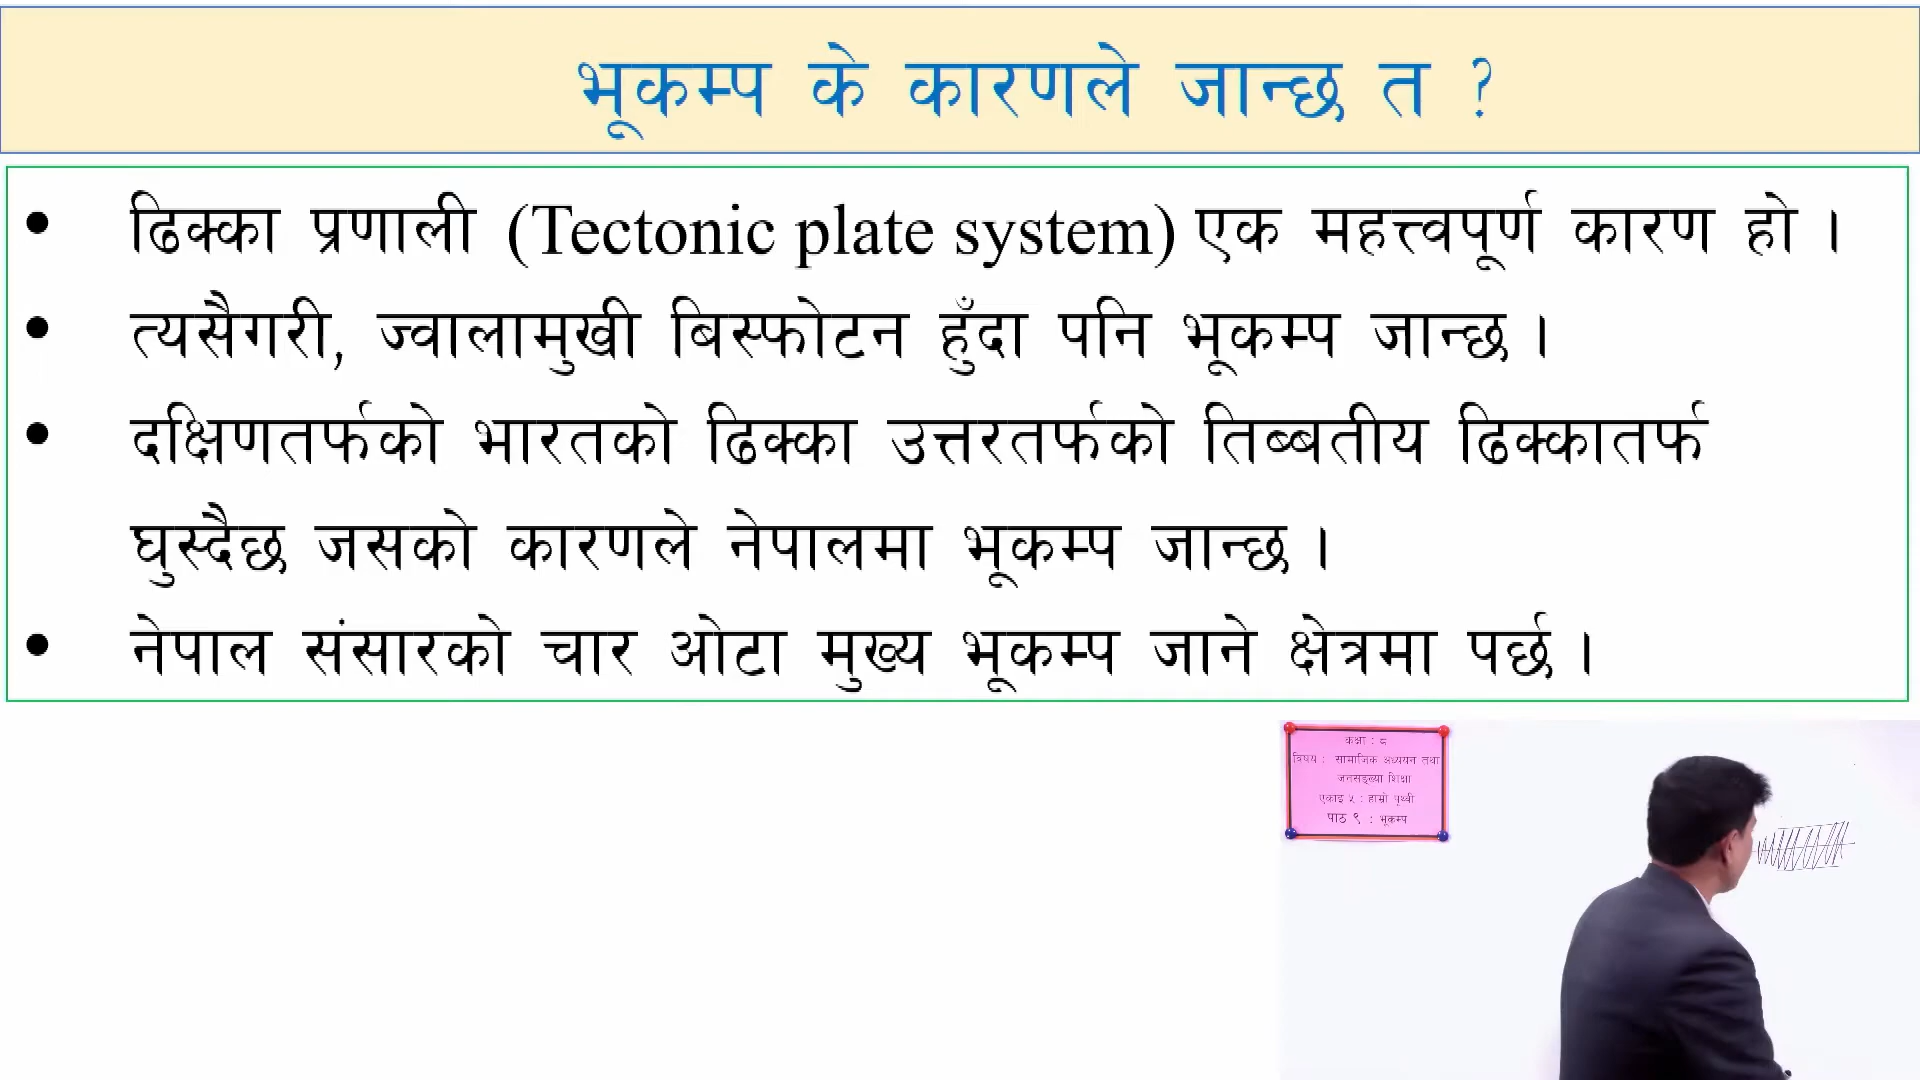 भूकम्प के कारणले जान्छ त ?
• ढिक्का प्रणाली (Tectonic plate system) एक महत्त्वपूर्ण कारण हो ।
• त्यसैगरी, ज्वालामुखी बिस्फोटन हुँदा पनि भूकम्प जान्छ ।
• दक्षिणतर्फको भारतको ढिक्का उत्तरतर्फको तिब्बतीय ढिक्कातर्फ
घुस्दैछ जसको कारणले नेपालमा भूकम्प जान्छ ।
• नेपाल संसारको चार ओटा मुख्य भूकम्प जाने क्षेत्रमा पर्छ ।
कक्षा : ८
विषय : सामाजिक अध्ययन तथा
जनसङ्ख्या शिक्षा
एकाइ ५ : हाम्रो पृथ्वी
पाठ ९ : भूकम्प